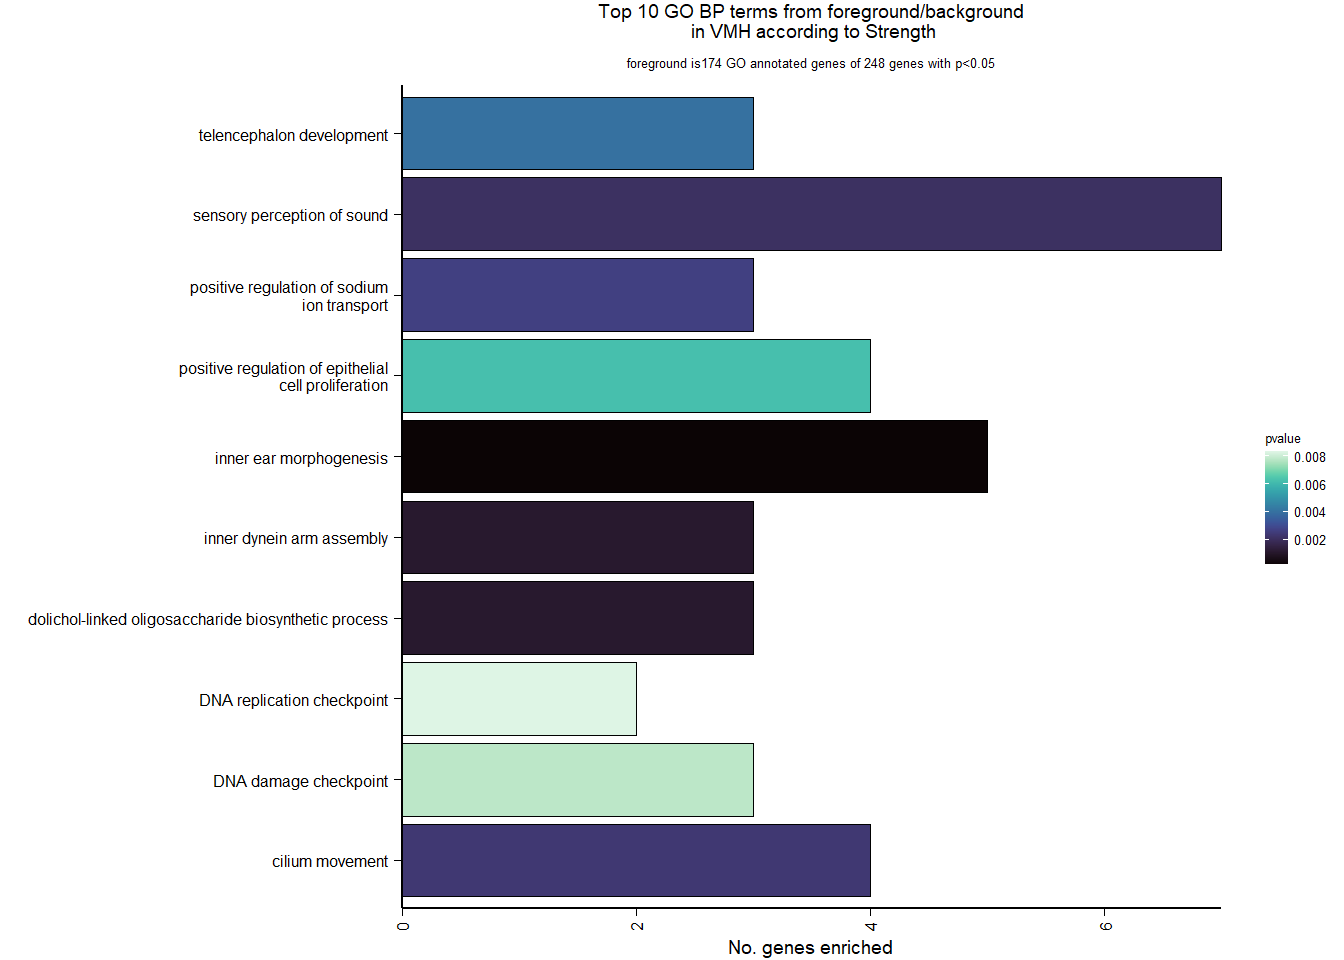 Top 10 GO BP terms from foreground/background
in VMH according to Strength
foreground is174 GO annotated genes of 248 genes with p<0.05
telencephalon development
sensory perception of sound
positive regulation of sodium
ion transport
positive regulation of epithelial
cell proliferation
inner ear morphogenesis
inner dynein arm assembly
dolichol-linked oligosaccharide biosynthetic process
DNA replication checkpoint
DNA damage checkpoint
cilium movement
0
2
4
6
No. genes enriched
pvalue
0.008
0.006
0.004
0.002